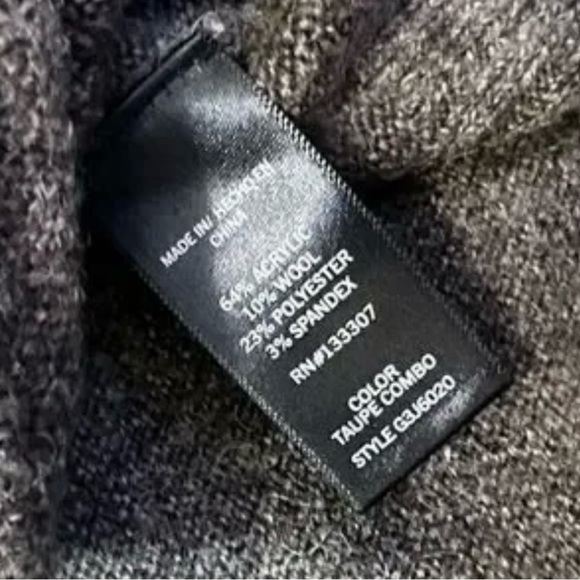 MADE IN/ HECHO EN
CHINA
64% ACRYLIC
10% WOOL
23% POLYESTER
3% SPANDEX
RN#133307
COLOR
TAUPE COMBO
STYLE G3J6020